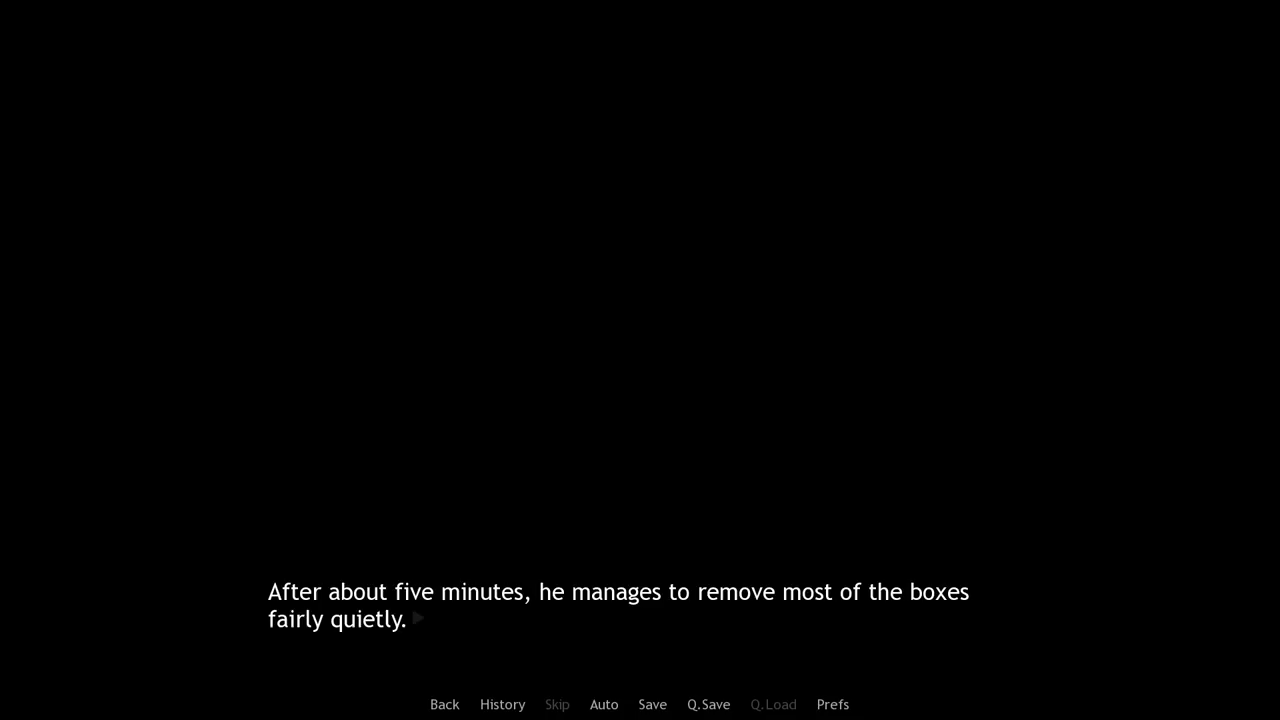 After about five minutes, he manages to remove most of the boxes
fairly quietly.
Back History Skip Auto Save Q.Save Q.Load Prefs